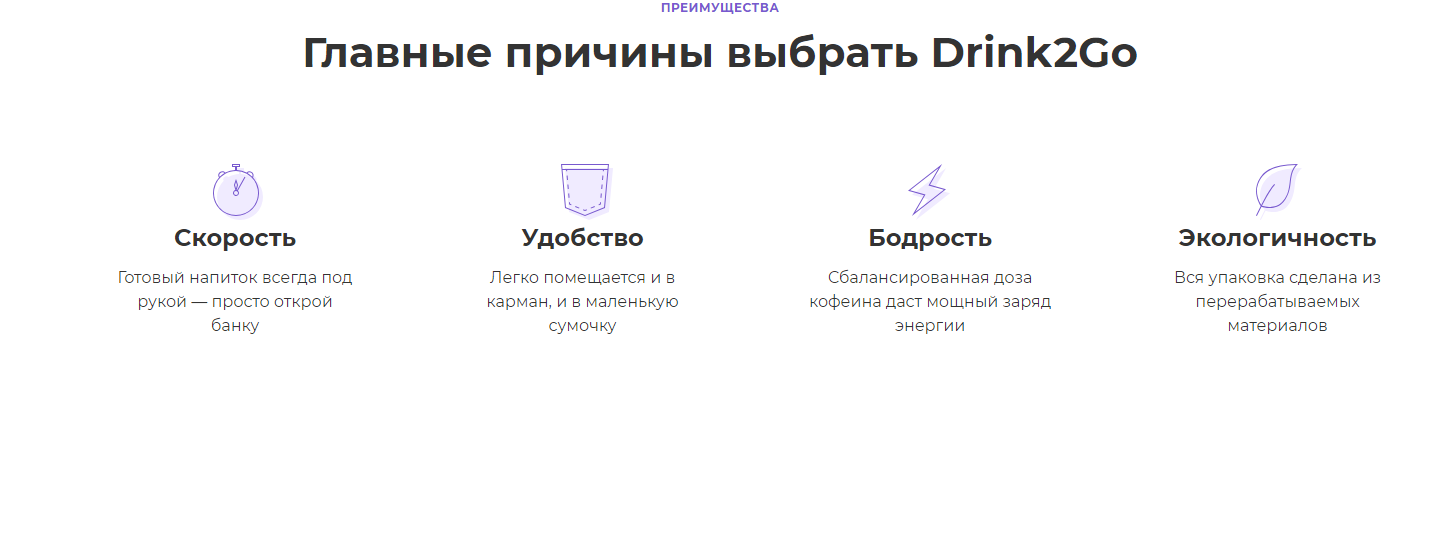 ПРЕИМУЩЕСТВА
Главные причины выбрать Drink2Go
Скорость
Готовый напиток всегда под
рукой — просто открой
банку
Удобство
Легко помещается и в
карман, и в маленькую
сумочку
Бодрость
Сбалансированная доза
кофеина даст мощный заряд
энергии
Экологичность
Вся упаковка сделана из
перерабатываемых
материалов